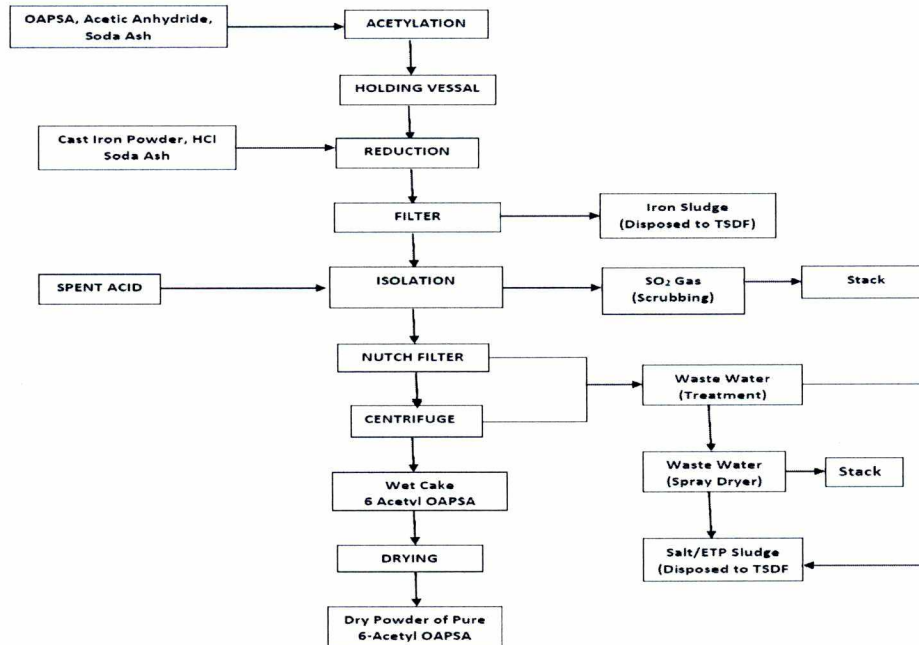 OAPSA, Acetic Anhydride,
Soda Ash
ACETYLATION
HOLDING VESSAL
Cast Iron Powder, HCl
Soda Ash
REDUCTION
FILTER
Iron Sludge
(Disposed to TSDF)
SPENT ACID
ISOLATION
SO₂ Gas
(Scrubbing)
Stack
NUTCH FILTER
Waste Water
(Treatment)
CENTRIFUGE
Waste Water
(Spray Dryer)
Stack
Wet Cake
6 Acetyl OAPSA
DRYING
Salt/ETP Sludge
(Disposed to TSDF
Dry Powder of Pure
6-Acetyl OAPSA